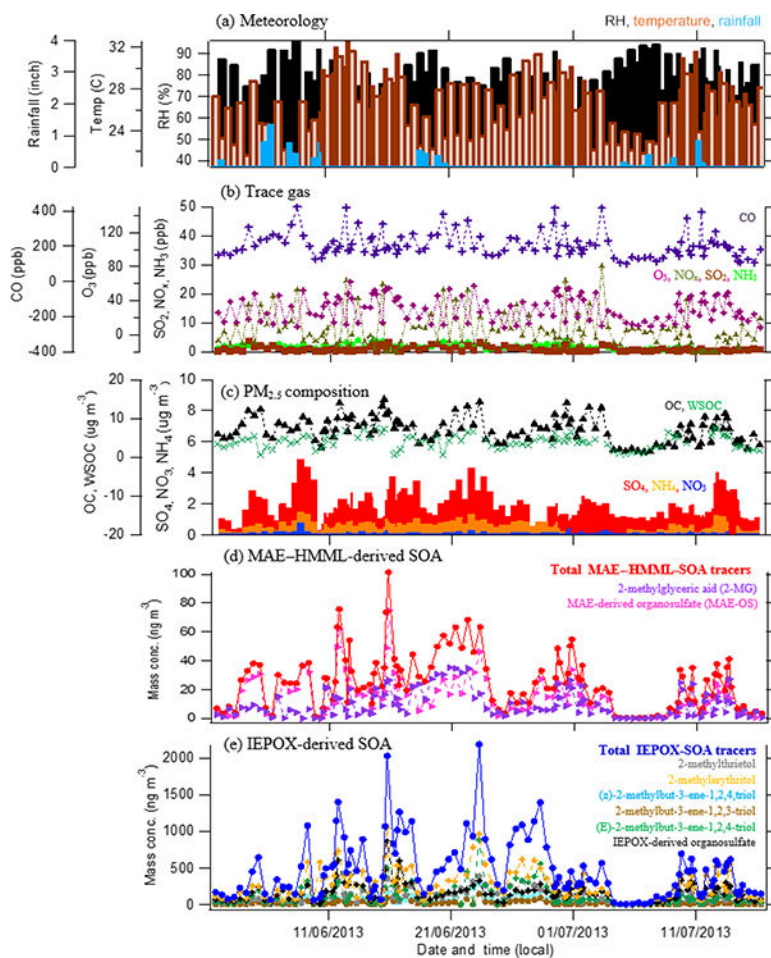 (a) Meteorology
RH, temperature, rainfall
Rainfall (inch)
4
3
2
1
0
Temp (C)
32
28
24
RH (%)
90
80
70
60
50
40
(b) Trace gas
CO
O3, NOx, SO2, NH3
CO (ppb)
400
200
0
-200
-400
O3 (ppb)
120
80
40
0
SO2, NOx, NH3 (ppb)
50
40
30
20
10
0
(c) PM2.5 composition
OC, WSOC
SO4, NH4, NO3
OC, WSOC (ug m-3)
20
10
0
-10
-20
SO4, NO3, NH4 (ug m-3)
10
8
6
4
2
0
(d) MAE–HMML-derived SOA
Total MAE–HMML-SOA tracers
2-methylglyceric aid (2-MG)
MAE-derived organosulfate (MAE-OS)
Mass conc. (ng m-3)
100
80
60
40
20
0
(e) IEPOX-derived SOA
Total IEPOX-SOA tracers
2-methylthrietol
2-methylerythritol
(z)-2-methylbut-3-ene-1,2,4,triol
2-methylbut-3-ene-1,2,3-triol
(E)-2-methylbut-3-ene-1,2,4-triol
IEPOX-derived organosulfate
Mass conc. (ng m-3)
2000
1500
1000
500
0
11/06/2013
21/06/2013
01/07/2013
11/07/2013
Date and time (local)